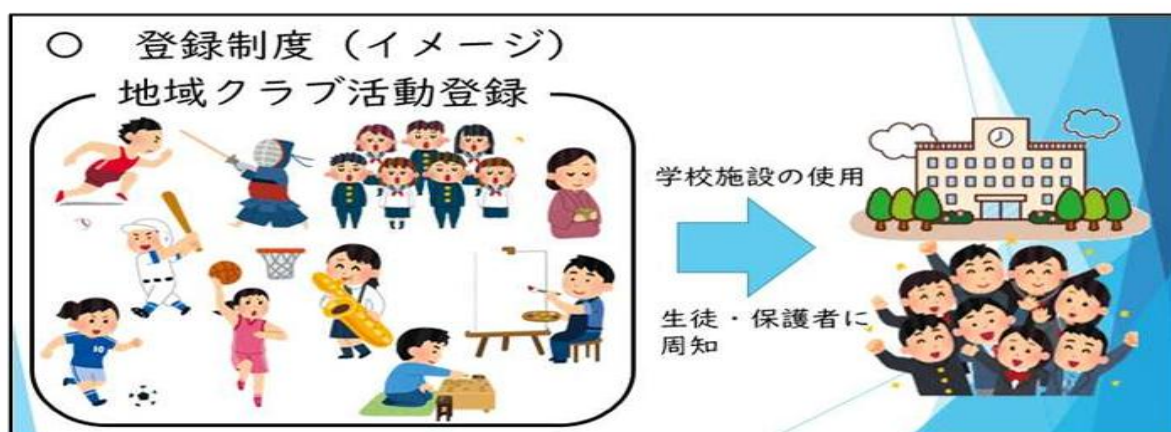 ○ 登録制度（イメージ）
地域クラブ活動登録
学校施設の使用
生徒・保護者に
周知